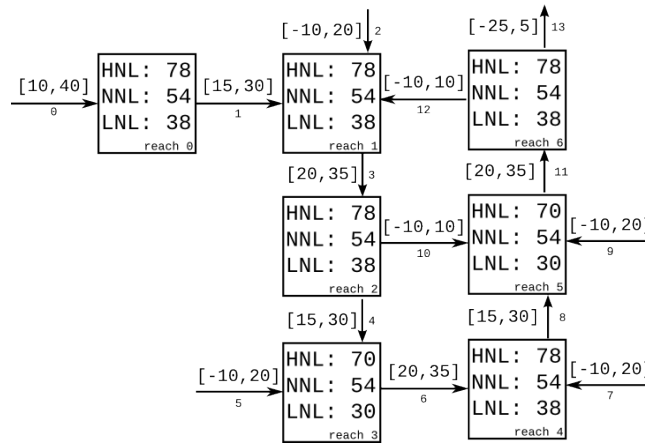 [-25,5] 13
[-10,20] 2
HNL: 78
NNL: 54
LNL: 38
reach 0
HNL: 78
NNL: 54
LNL: 38
reach 1
HNL: 78
NNL: 54
LNL: 38
reach 6
[10,40]
0
[15,30]
1
[-10,10]
12
[20,35] 3
[20,35] 11
HNL: 78
NNL: 54
LNL: 38
reach 2
[-10,10]
10
HNL: 70
NNL: 54
LNL: 30
reach 5
[-10,20]
9
[15,30] 4
[15,30] 8
[-10,20]
5
HNL: 70
NNL: 54
LNL: 30
reach 3
[20,35]
6
HNL: 78
NNL: 54
LNL: 38
reach 4
[-10,20]
7